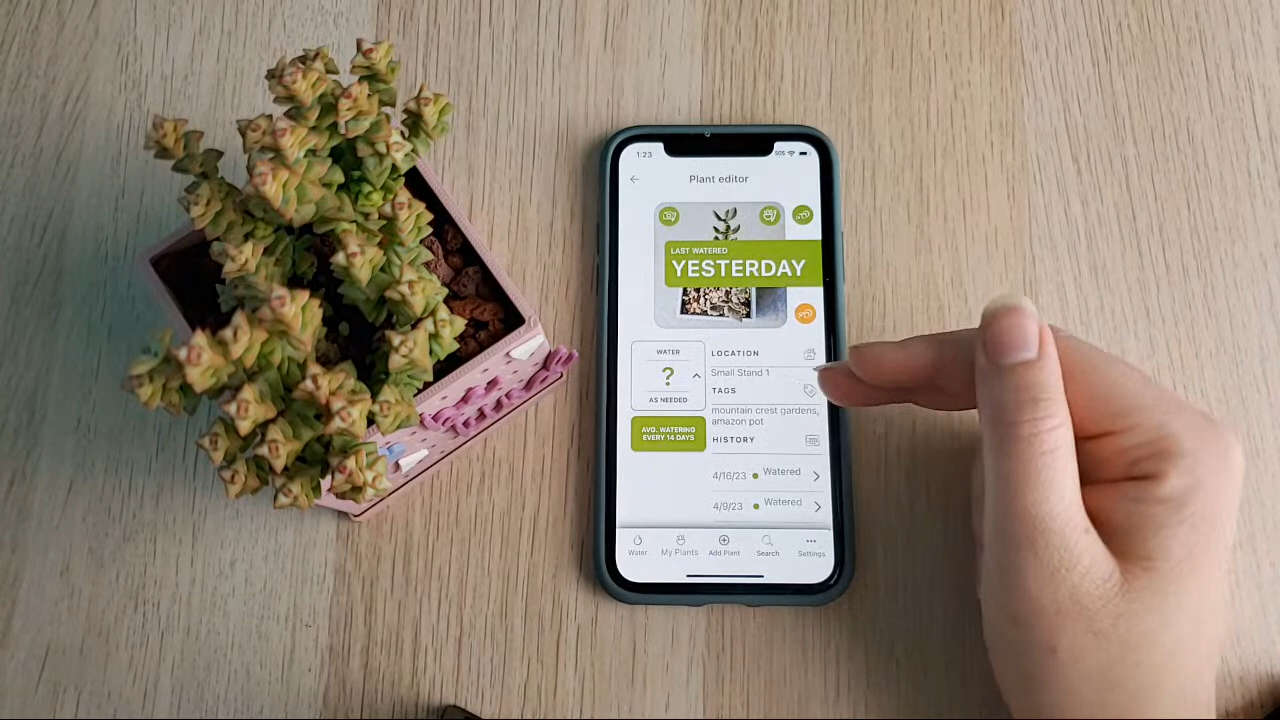 1:23
SOS
Plant editor
LAST WATERED
YESTERDAY
WATER
?
AS NEEDED
AVG. WATERING
EVERY 14 DAYS
LOCATION
Small Stand 1
TAGS
mountain crest gardens,
amazon pot
HISTORY
4/16/23 Watered
4/9/23 Watered
Water My Plants Add Plant Search Settings